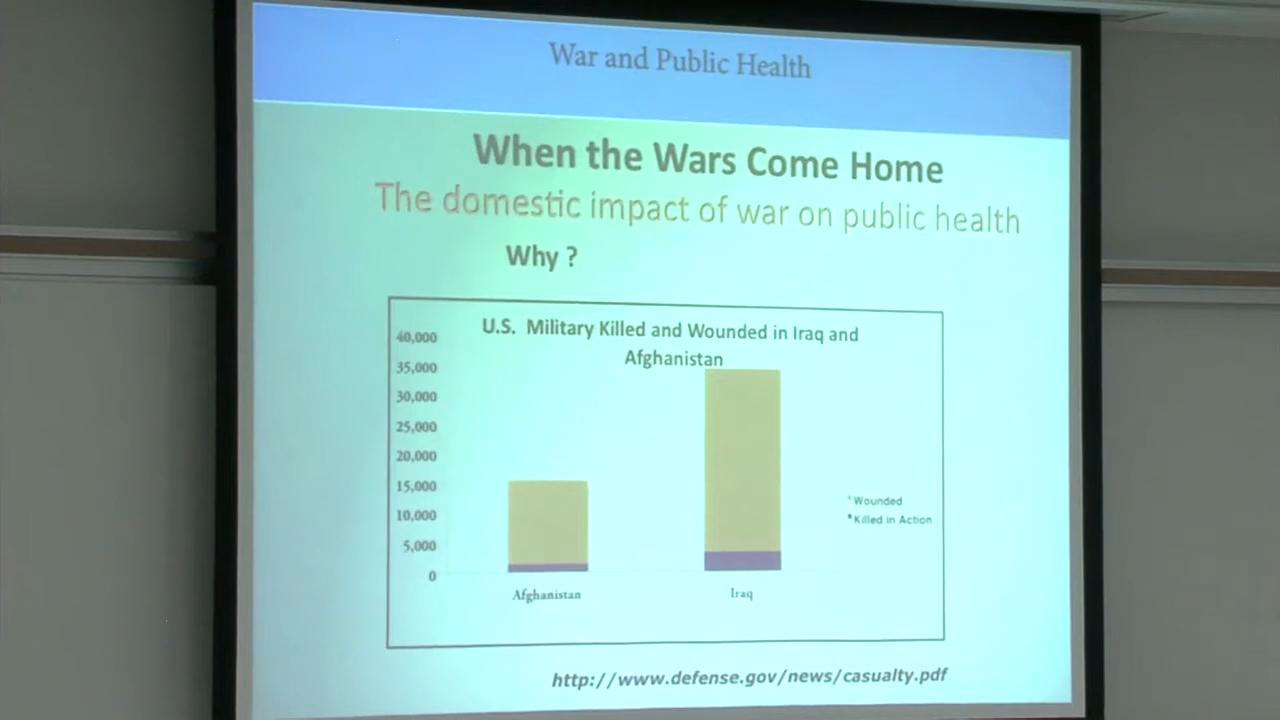 War and Public Health
When the Wars Come Home
The domestic impact of war on public health
Why ?
U.S. Military Killed and Wounded in Iraq and
Afghanistan
40,000
35,000
30,000
25,000
20,000
15,000
10,000
5,000
0
Wounded
Killed in Action
Afghanistan
Iraq
http://www.defense.gov/news/casualty.pdf